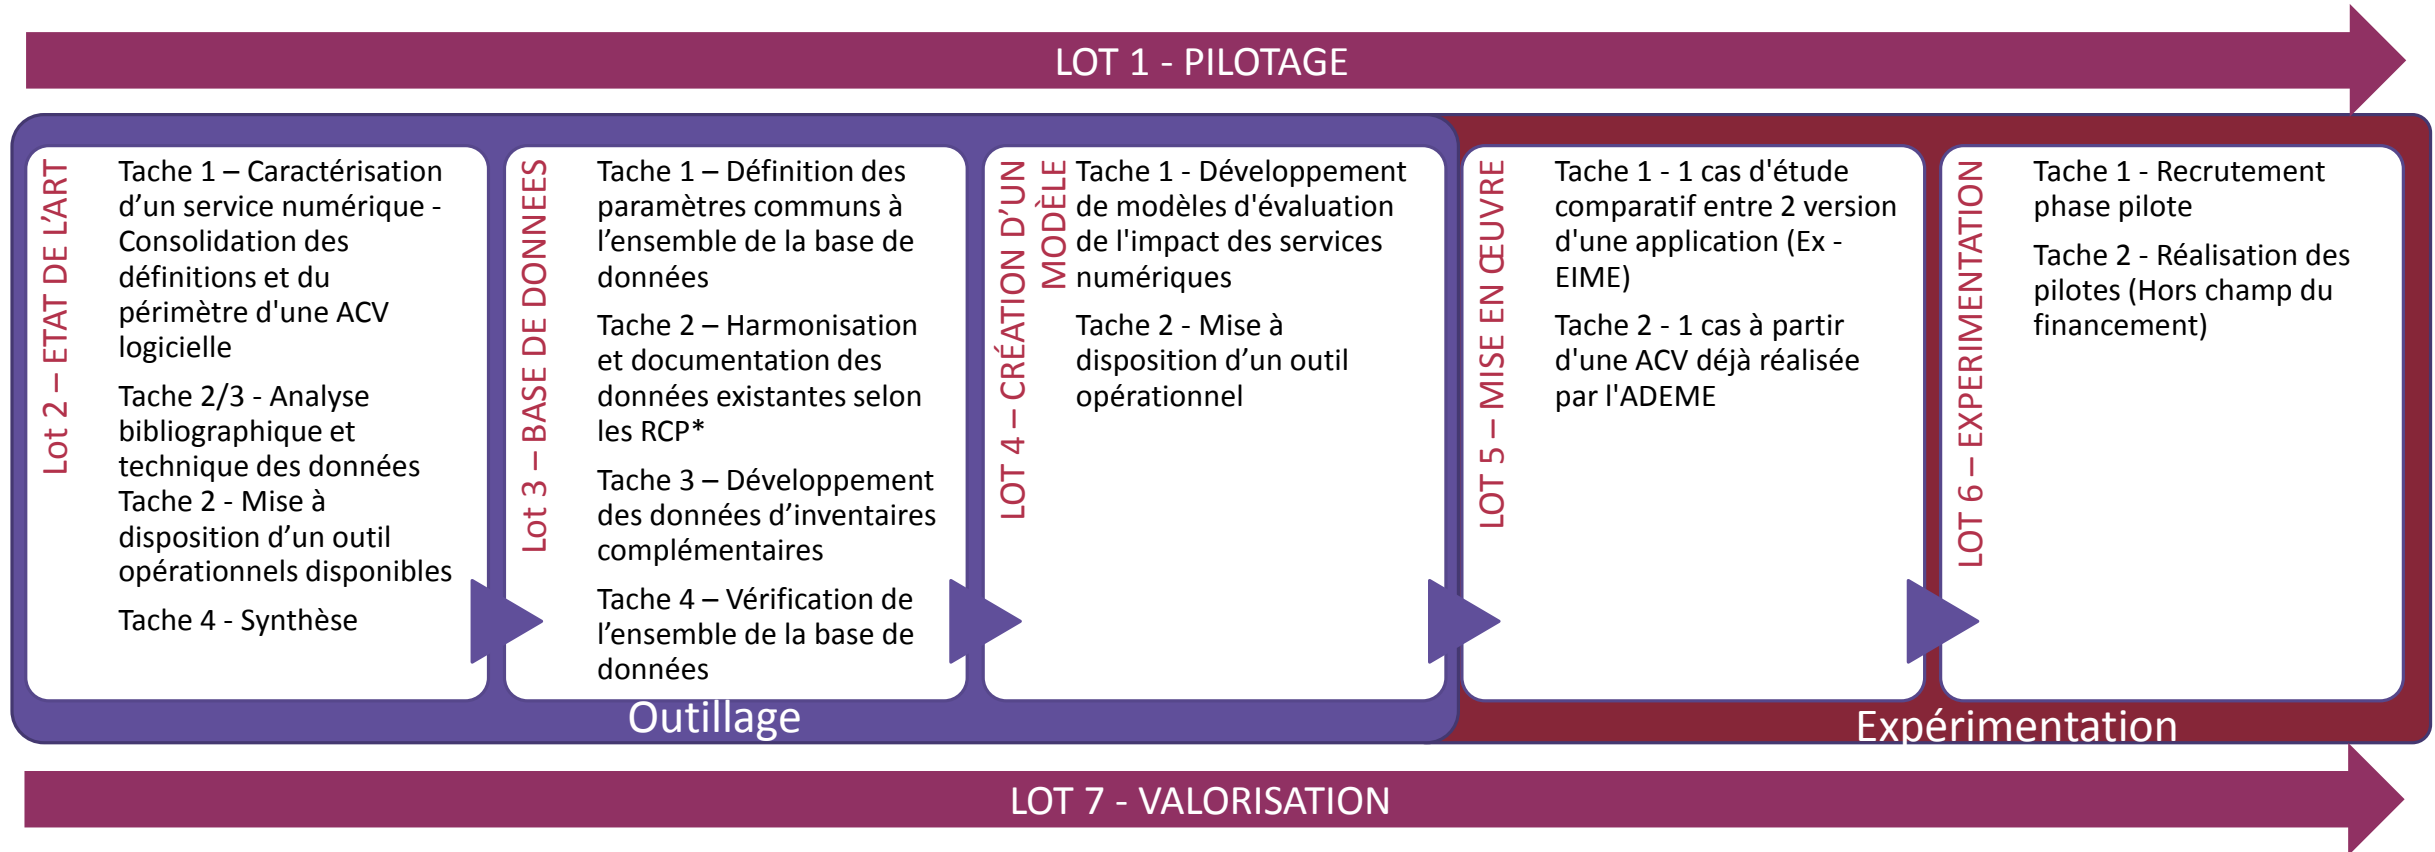 LOT 1 - PILOTAGE
Lot 2 – ETAT DE L’ART
Tache 1 – Caractérisation
d’un service numérique -
Consolidation des
définitions et du
périmètre d'une ACV
logicielle
Tache 2/3 - Analyse
bibliographique et
technique des données
Tache 2 - Mise à
disposition d’un outil
opérationnels disponibles
Tache 4 - Synthèse
Lot 3 – BASE DE DONNEES
Tache 1 – Définition des
paramètres communs à
l’ensemble de la base de
données
Tache 2 – Harmonisation
et documentation des
données existantes selon
les RCP*
Tache 3 – Développement
des données d’inventaires
complémentaires
Tache 4 – Vérification de
l’ensemble de la base de
données
LOT 4 – CRÉATION D’UN
MODÈLE
Tache 1 - Développement
de modèles d'évaluation
de l'impact des services
numériques
Tache 2 - Mise à
disposition d’un outil
opérationnel
LOT 5 – MISE EN ŒUVRE
Tache 1 - 1 cas d'étude
comparatif entre 2 version
d'une application (Ex -
EIME)
Tache 2 - 1 cas à partir
d'une ACV déjà réalisée
par l'ADEME
LOT 6 – EXPERIMENTATION
Tache 1 - Recrutement
phase pilote
Tache 2 - Réalisation des
pilotes (Hors champ du
financement)
Outillage
Expérimentation
LOT 7 - VALORISATION